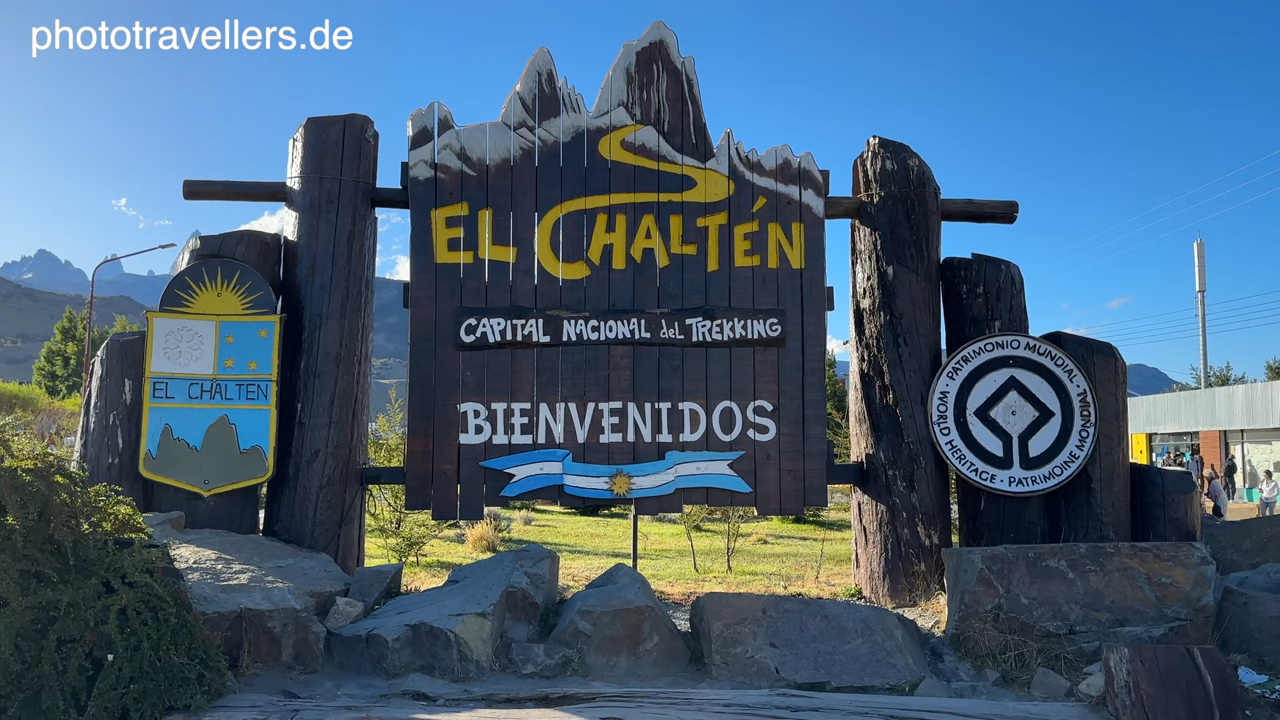 phototravellers.de
EL CHALTÉN
CAPITAL NACIONAL del TREKKING
BIENVENIDOS
EL CHALTEN
PATRIMONIO MUNDIAL · WORLD HERITAGE · PATRIMOINE MONDIAL ·